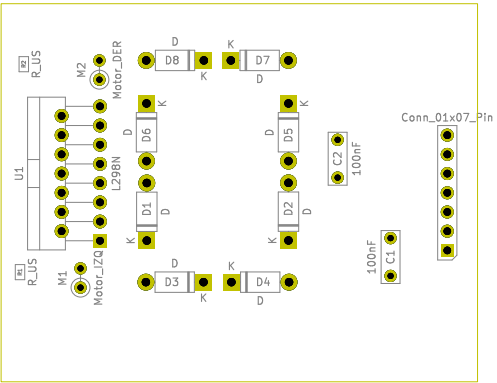 D
D8
K
K
D7
D
R2
R_US
M2
Motor_DER
K
D
D6
K
D
D5
Conn_01x07_Pin
C2
100nF
U1
L298N
D1
D
K
D2
D
K
R1
R_US
M1
Motor_IZQ
D
D3
K
K
D4
D
100nF
C1